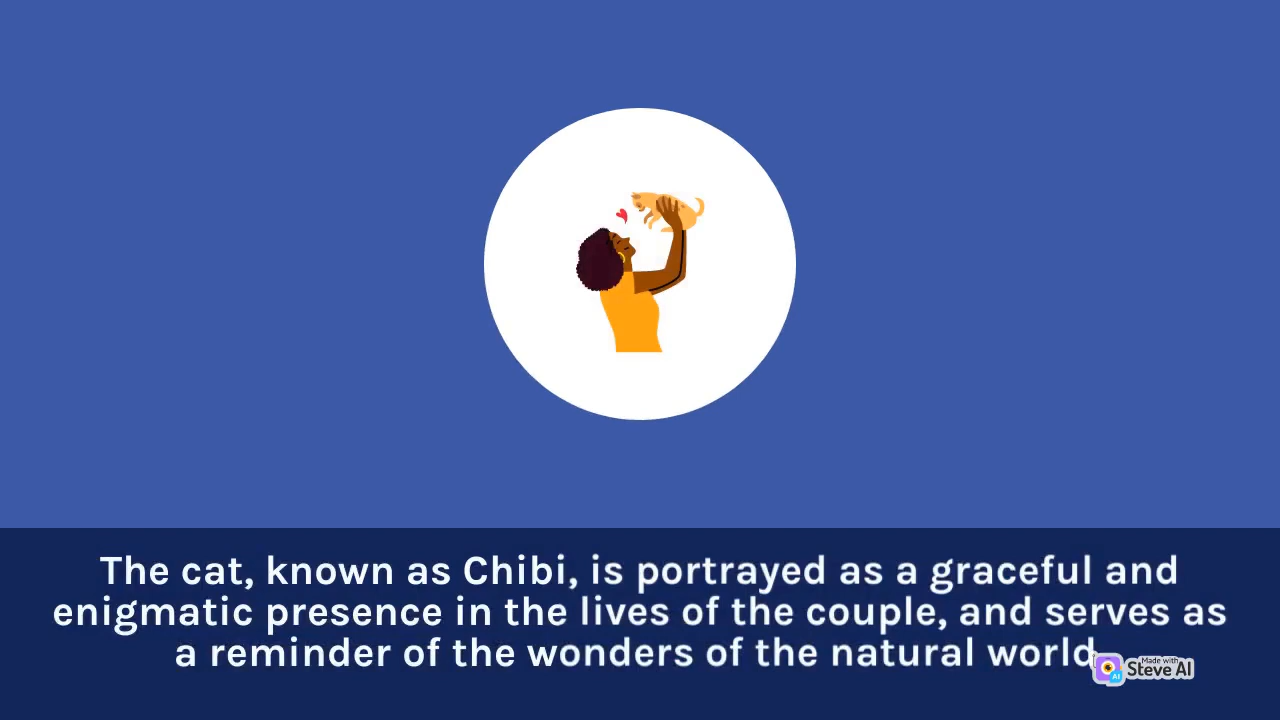 The cat, known as Chibi, is portrayed as a graceful and
enigmatic presence in the lives of the couple, and serves as
a reminder of the wonders of the natural world.
Made with
Steve AI
AI